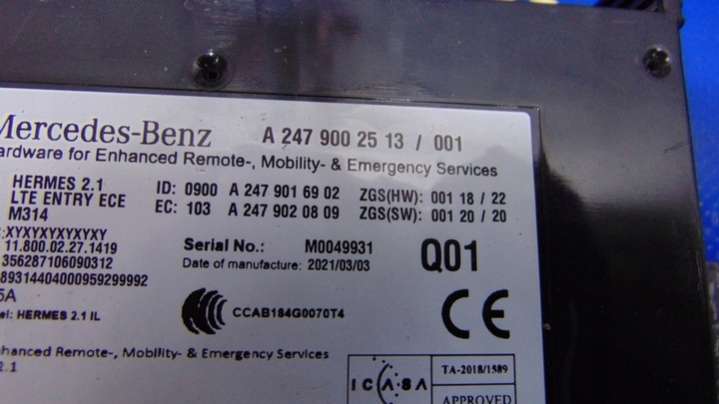 Mercedes-Benz A 247 900 25 13 / 001
ardware for Enhanced Remote-, Mobility- & Emergency Services
HERMES 2.1 ID: 0900 A 247 901 69 02 ZGS(HW): 001 18 / 22
LTE ENTRY ECE EC: 103 A 247 902 08 09 ZGS(SW): 001 20 / 20
M314
:XYXYXYXYXYXY Serial No.: M0049931 Q01
11.800.02.27.1419 Date of manufacture: 2021/03/03
356287106090312
89314404000959299992
5A CCAB184G0070T4 CE
el: HERMES 2.1 IL
hanced Remote-, Mobility- & Emergency Services
2.1
ICASA TA-2018/1589
APPROVED